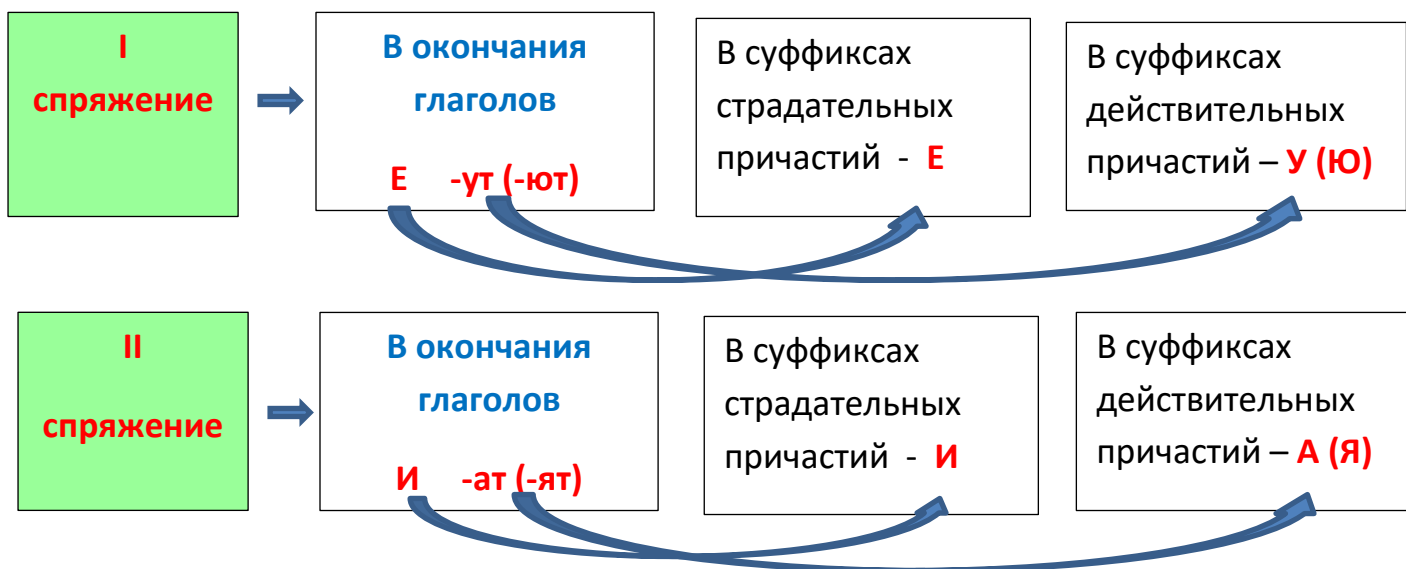 I
спряжение
В окончания
глаголов
Е -ут (-ют)
В суффиксах
страдательных
причастий - Е
В суффиксах
действительных
причастий – У (Ю)
II
спряжение
В окончания
глаголов
И -ат (-ят)
В суффиксах
страдательных
причастий - И
В суффиксах
действительных
причастий – А (Я)